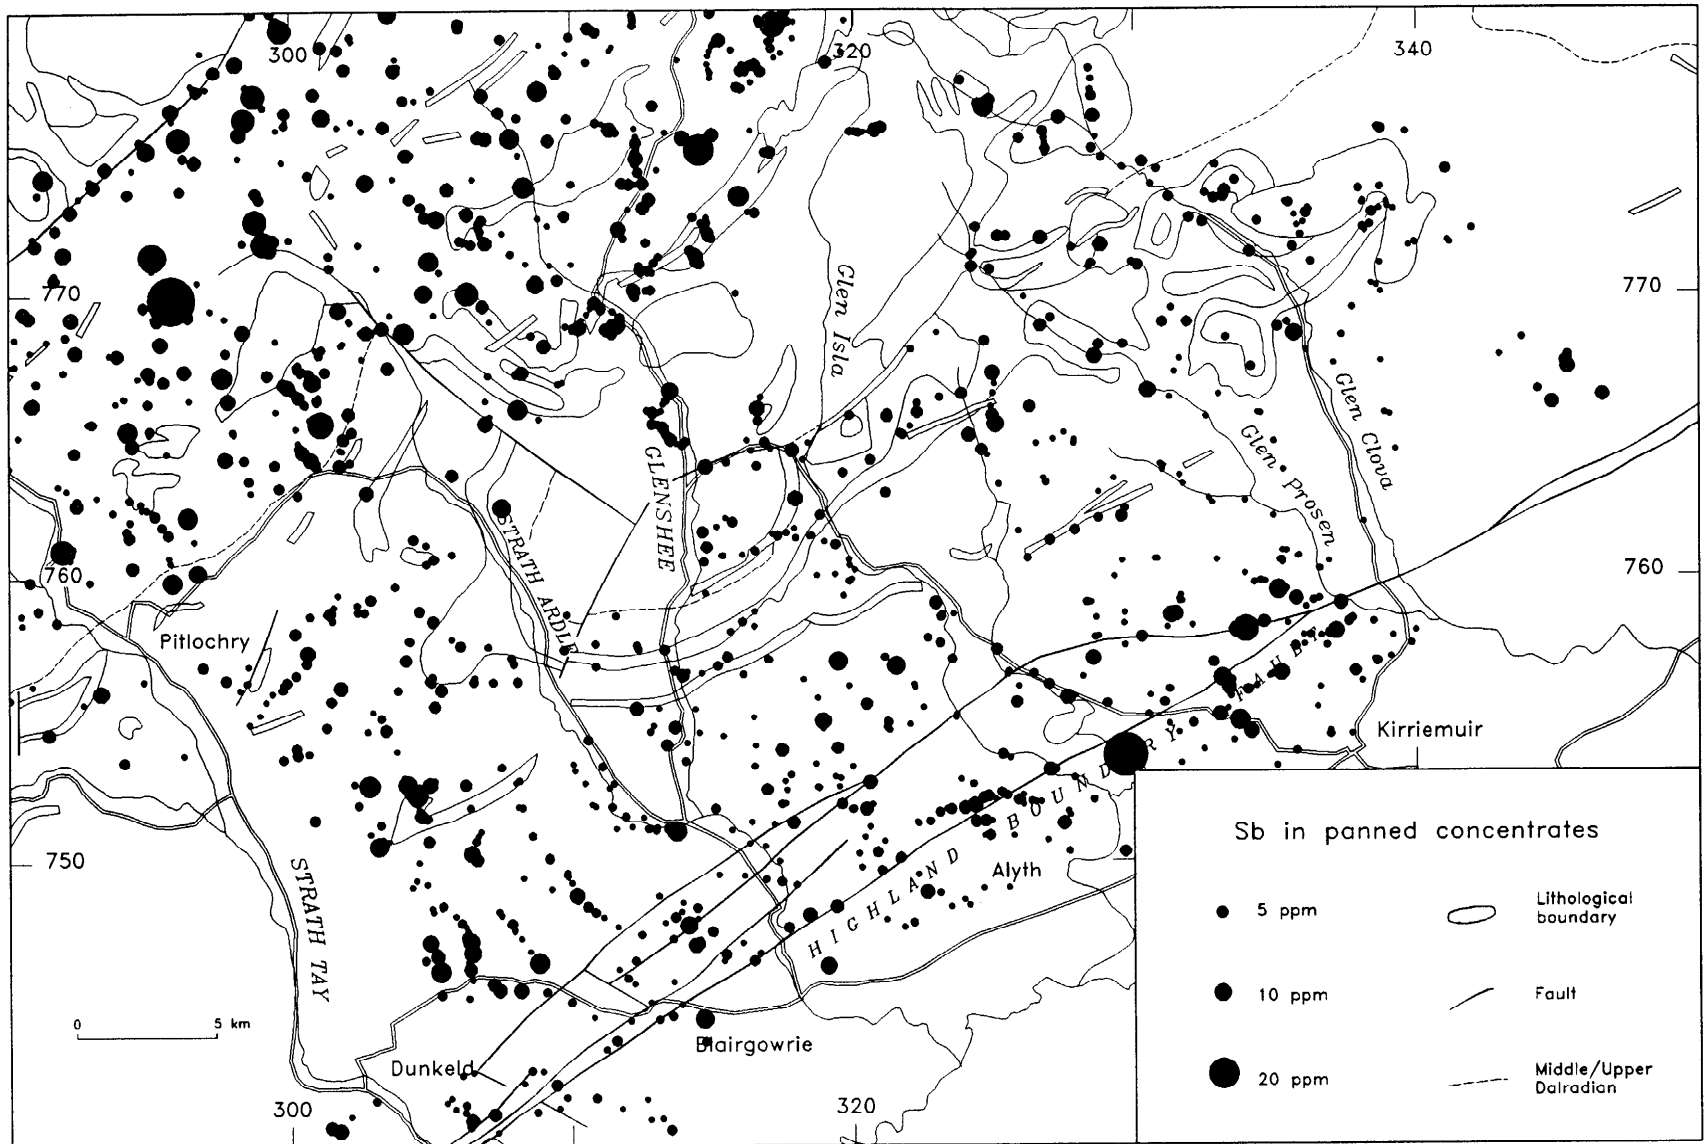 300
320
340
770
Glen Isla
770
Glen Clova
Glen Prosen
GLENSHEE
STRATH ARDLE
760
760
Pitlochry
HIGHLAND BOUNDARY FAULT
Kirriemuir
750
Alyth
STRATH TAY
0 5 km
Blairgowrie
Dunkeld
300
320
Sb in panned concentrates
5 ppm
10 ppm
20 ppm
Lithological
boundary
Fault
Middle/Upper
Dalradian